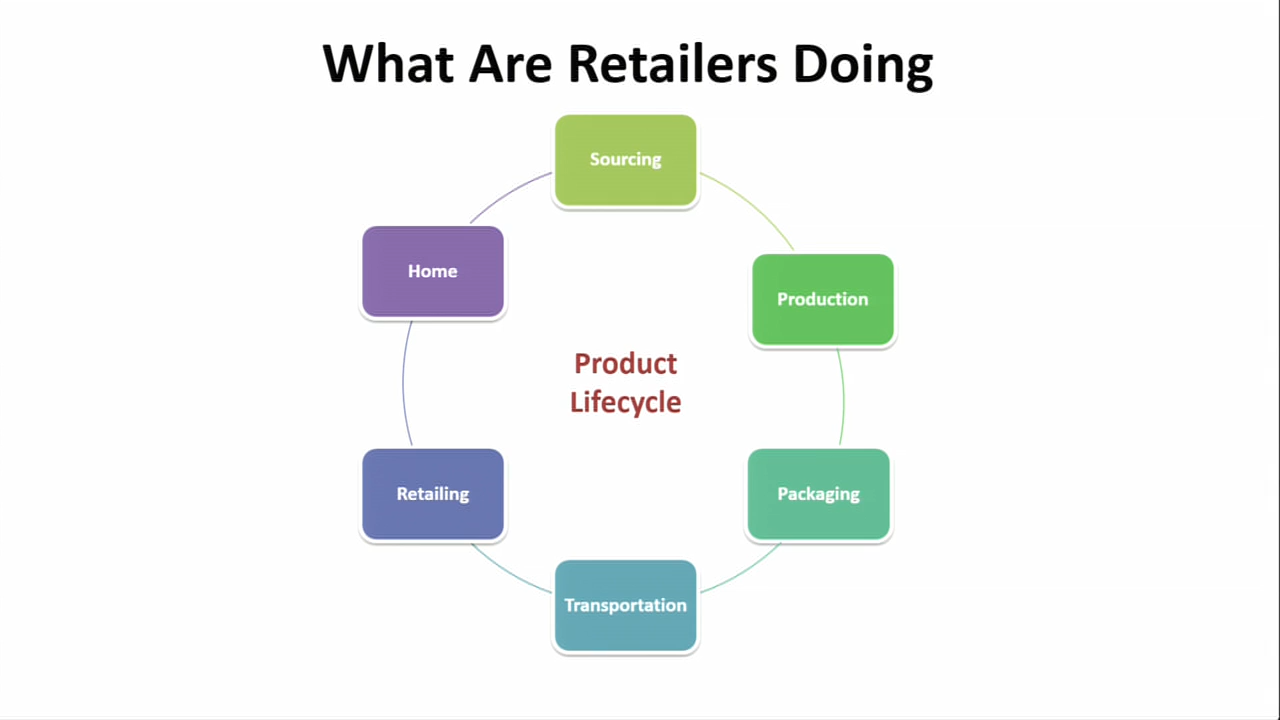 What Are Retailers Doing
Sourcing
Production
Packaging
Transportation
Retailing
Home
Product
Lifecycle